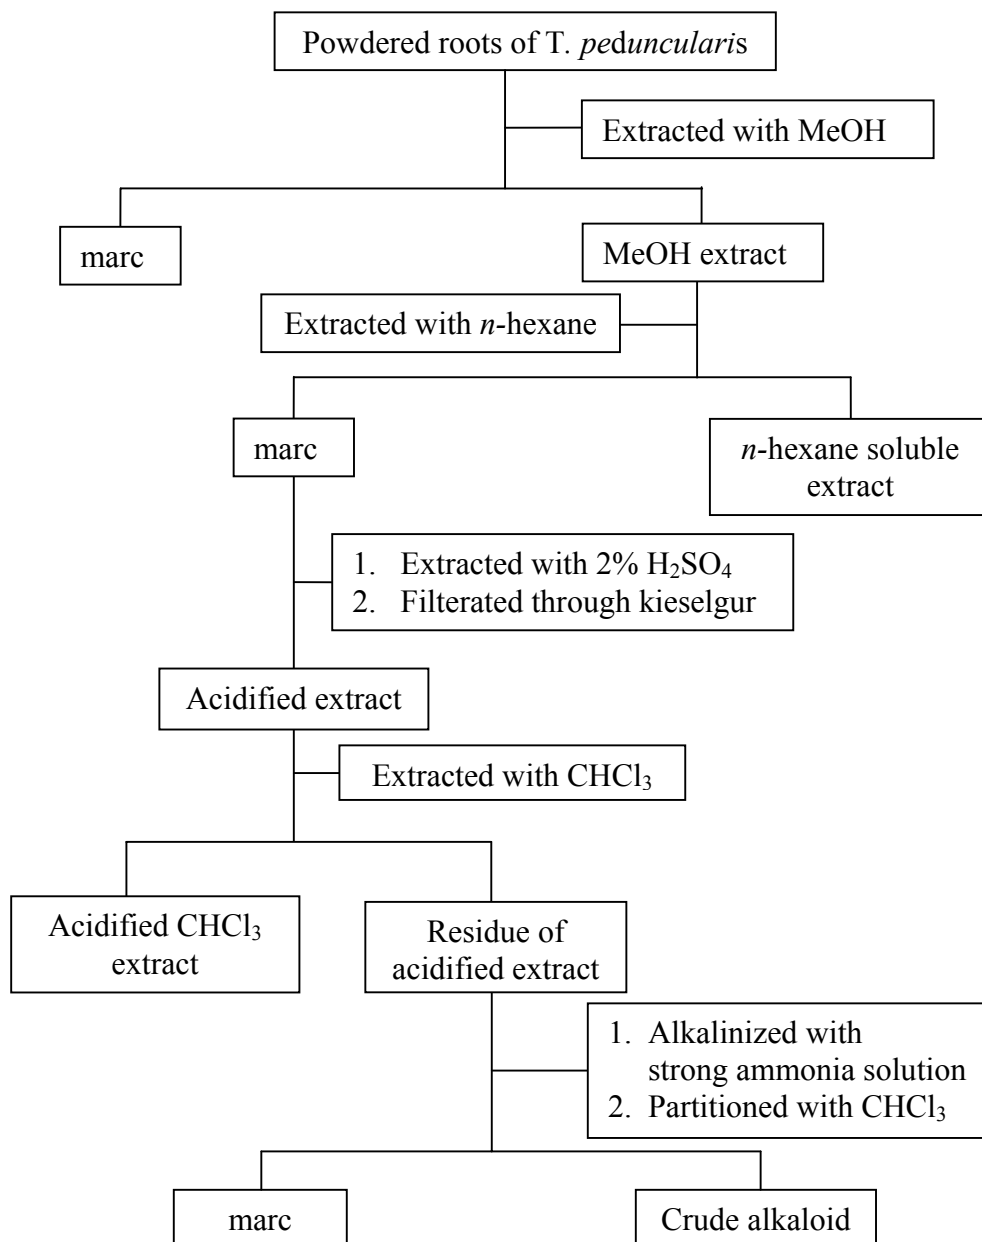 Powdered roots of T. peduncularis
Extracted with MeOH
marc
MeOH extract
Extracted with n-hexane
marc
n-hexane soluble
extract
1. Extracted with 2% H₂SO₄
2. Filterated through kieselgur
Acidified extract
Extracted with CHCl₃
Acidified CHCl₃
extract
Residue of
acidified extract
1. Alkalinized with
strong ammonia solution
2. Partitioned with CHCl₃
marc
Crude alkaloid